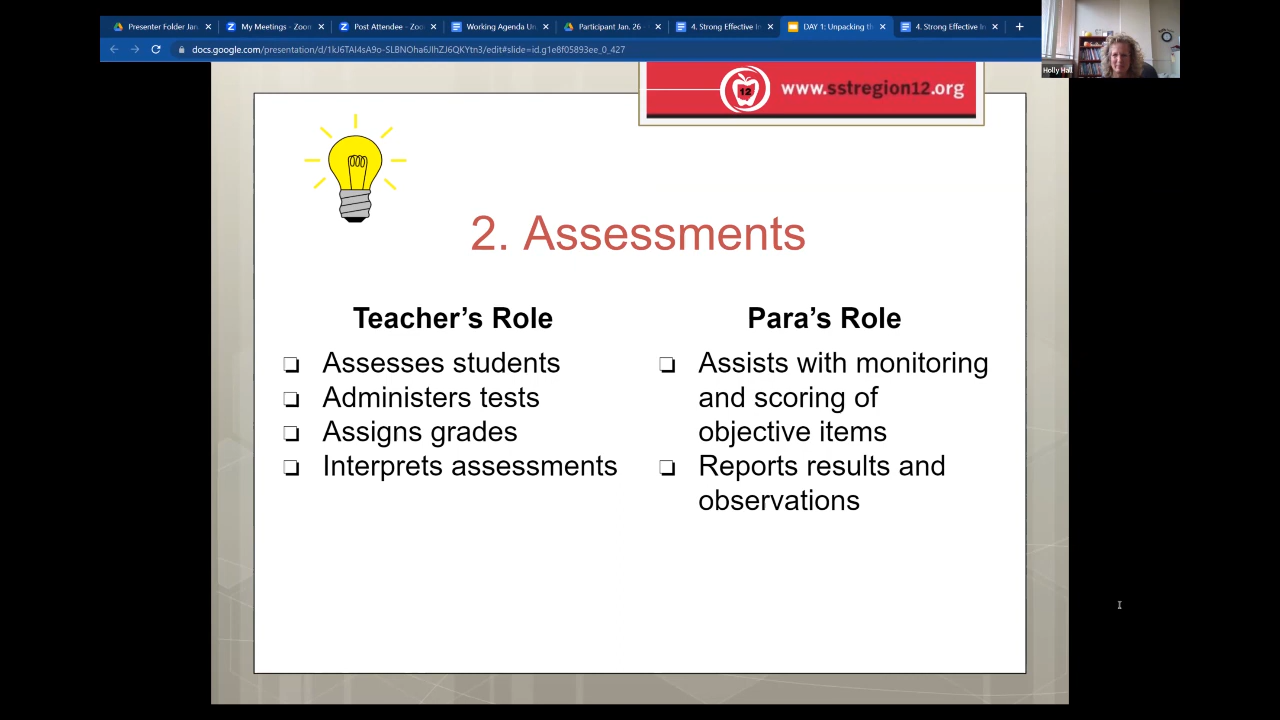 Presenter Folder Jan
My Meetings - Zoom
Post Attendee - Zoo
Working Agenda Un
Participant Jan. 26 -
4. Strong Effective In
DAY 1: Unpacking th
4. Strong Effective In
docs.google.com/presentation/d/1kJ6TAI4sA9o-SLBNOha6JlhZJ6QKYtn3/edit#slide=id.g1e8f05893ee_0_427
Holly Hall
12
www.sstregion12.org
2. Assessments
Teacher's Role
❏ Assesses students
❏ Administers tests
❏ Assigns grades
❏ Interprets assessments
Para's Role
❏ Assists with monitoring
and scoring of
objective items
❏ Reports results and
observations